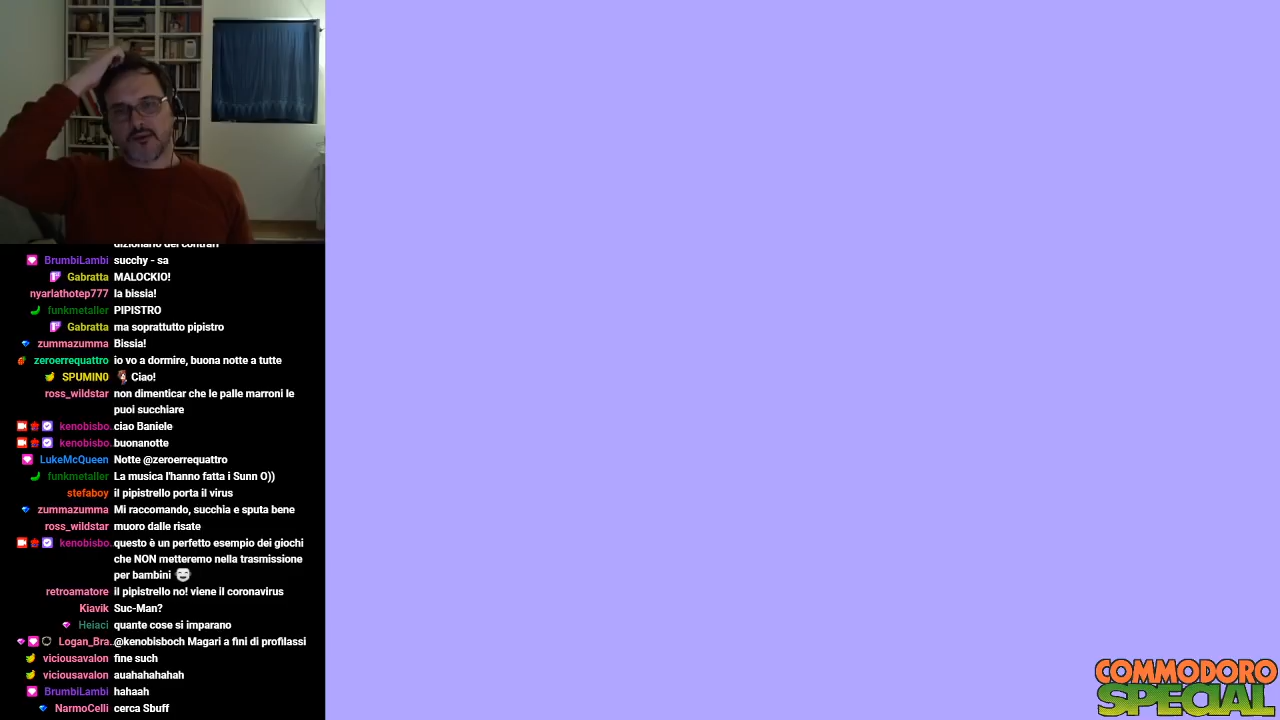 dizionario dei contrari
BrumbiLambi succhy - sa
Gabratta MALOCKIO!
nyarlathotep777 la bissia!
funkmetaller PIPISTRO
Gabratta ma soprattutto pipistro
zummazumma Bissia!
zeroerrequattro io vo a dormire, buona notte a tutte
SPUMIN0 Ciao!
ross_wildstar non dimenticar che le palle marroni le
puoi succhiare
kenobisbo.. ciao Baniele
kenobisbo.. buonanotte
LukeMcQueen Notte @zeroerrequattro
funkmetaller La musica l'hanno fatta i Sunn O))
stefaboy il pipistrello porta il virus
zummazumma Mi raccomando, succhia e sputa bene
ross_wildstar muoro dalle risate
kenobisbo.. questo è un perfetto esempio dei giochi
che NON metteremo nella trasmissione
per bambini
retroamatore il pipistrello no! viene il coronavirus
Kiavik Suc-Man?
Heiaci quante cose si imparano
Logan_Bra.. @kenobisboch Magari a fini di profilassi
viciousavalon fine such
viciousavalon auahahahahah
BrumbiLambi hahaah
NarmoCelli cerca Sbuff
COMMODORO
SPECIAL